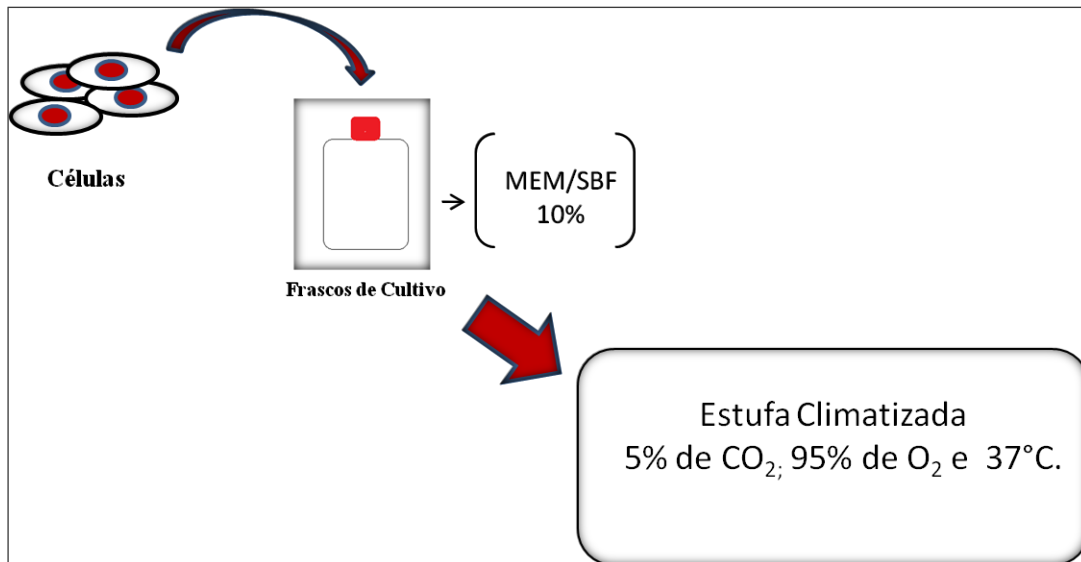 Células
MEM/SBF
10%
Frascos de Cultivo
Estufa Climatizada
5% de CO₂; 95% de O₂ e 37°C.